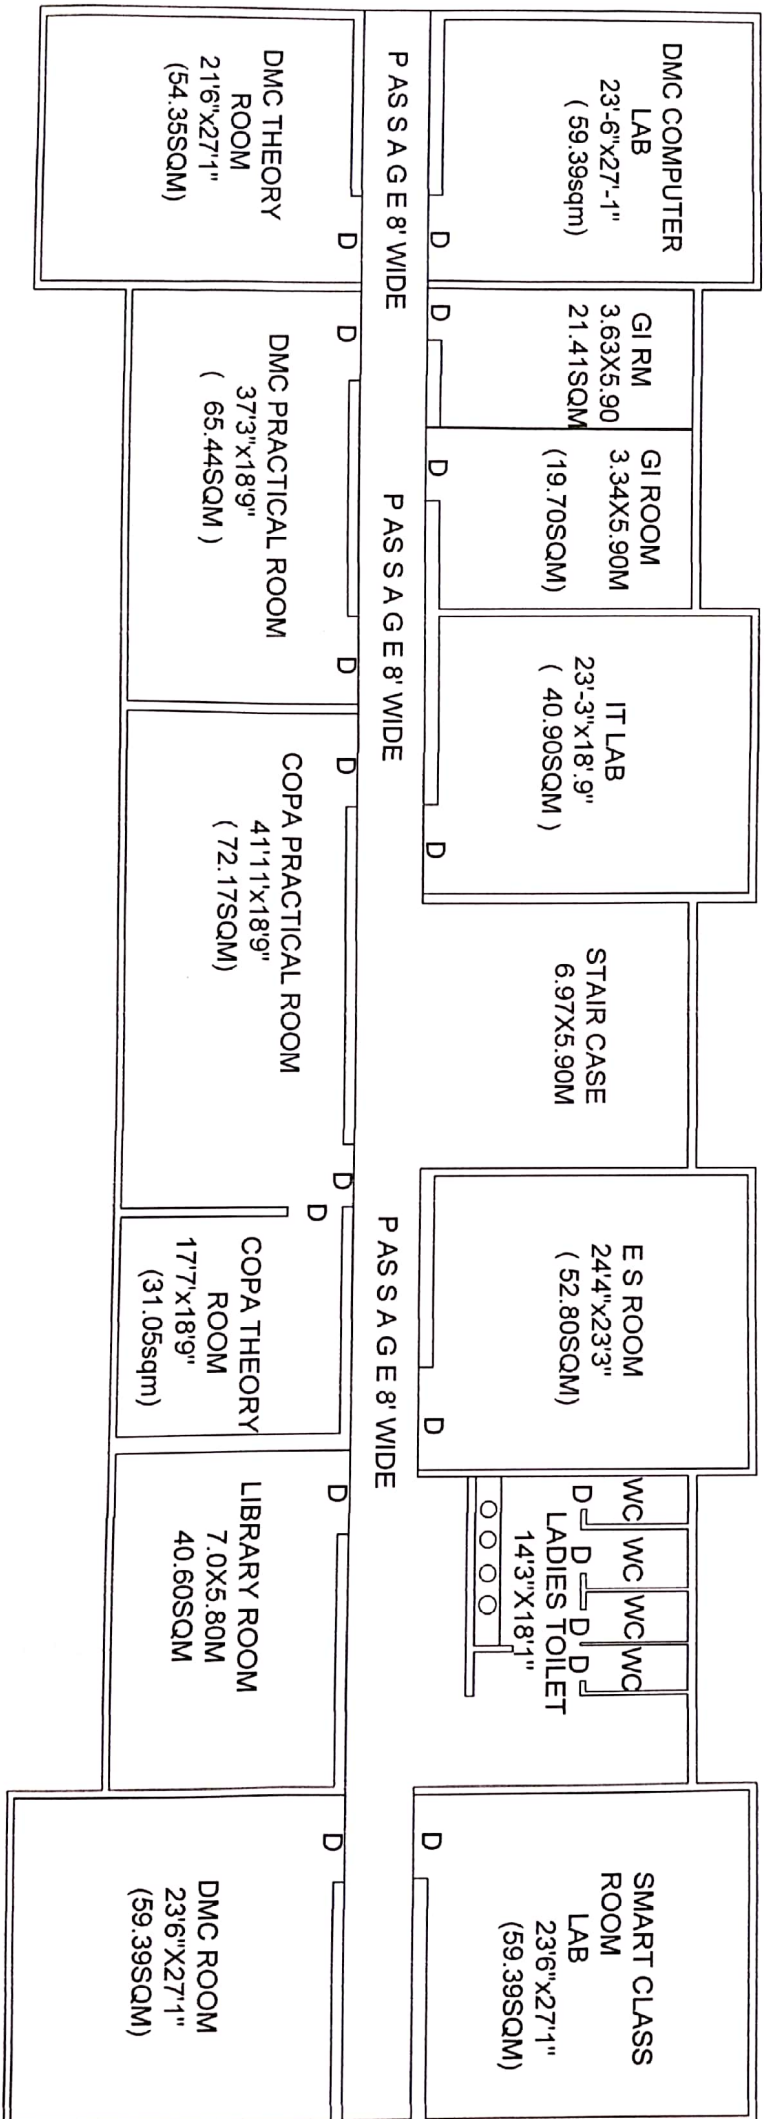 DMC COMPUTER
LAB
23'-6"x27'-1"
( 59.39sqm)
D
GI RM
3.63X5.90
21.41SQM
D
GI ROOM
3.34X5.90M
(19.70SQM)
D
IT LAB
23'-3"x18'.9"
( 40.90SQM )
D
STAIR CASE
6.97X5.90M
E S ROOM
24'4"x23'3"
( 52.80SQM)
D
WC WC WC WC
D D D D
LADIES TOILET
14'3"X18'1"
SMART CLASS
ROOM
LAB
23'6"x27'1"
(59.39SQM)
D
P A S S A G E 8' WIDE
P A S S A G E 8' WIDE
P A S S A G E 8' WIDE
D
DMC THEORY
ROOM
21'6"x27'1"
(54.35SQM)
D
D
DMC PRACTICAL ROOM
37'3"x18'9"
( 65.44SQM )
D
D
D
COPA PRACTICAL ROOM
41'11'x18'9"
( 72.17SQM)
COPA THEORY
ROOM
17'7'x18'9"
(31.05sqm)
D
LIBRARY ROOM
7.0X5.80M
40.60SQM
D
DMC ROOM
23'6"X27'1"
(59.39SQM)